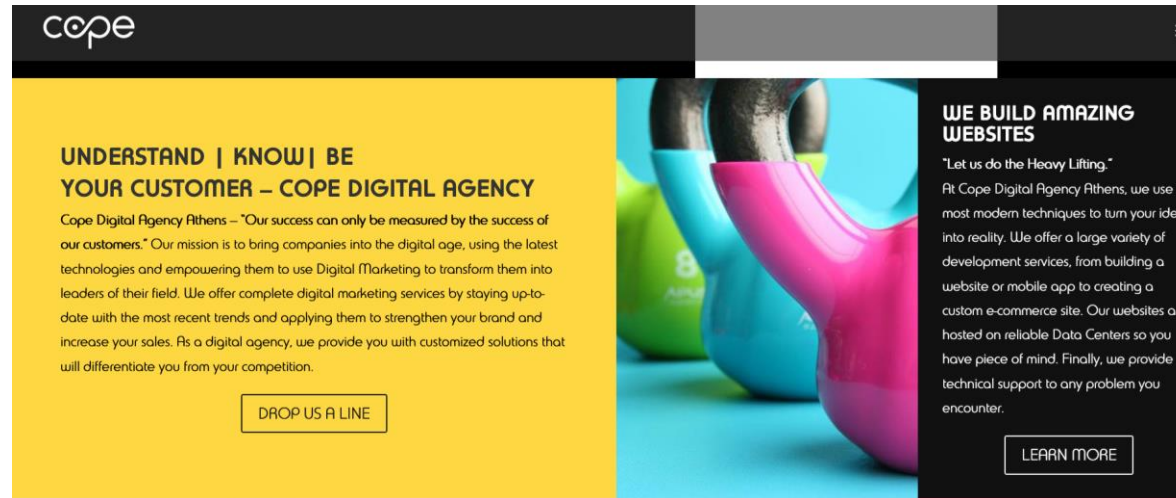 cope
UNDERSTAND | KNOW| BE
YOUR CUSTOMER – COPE DIGITAL AGENCY
Cope Digital Agency Athens – "Our success can only be measured by the success of
our customers." Our mission is to bring companies into the digital age, using the latest
technologies and empowering them to use Digital Marketing to transform them into
leaders of their field. We offer complete digital marketing services by staying up-to-
date with the most recent trends and applying them to strengthen your brand and
increase your sales. As a digital agency, we provide you with customized solutions that
will differentiate you from your competition.
DROP US A LINE
8
WE BUILD AMAZING
WEBSITES
"Let us do the Heavy Lifting."
At Cope Digital Agency Athens, we use
most modern techniques to turn your ide
into reality. We offer a large variety of
development services, from building a
website or mobile app to creating a
custom e-commerce site. Our websites a
hosted on reliable Data Centers so you
have piece of mind. Finally, we provide
technical support to any problem you
encounter.
LEARN MORE